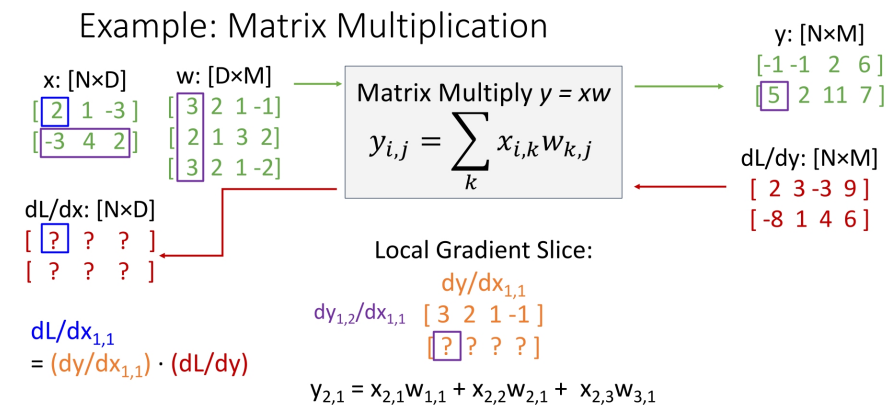 Example: Matrix Multiplication
x: [N×D]
[ 2 1 -3 ]
[ -3 4 2 ]
w: [D×M]
[ 3 2 1 -1]
[ 2 1 3 2]
[ 3 2 1 -2]
Matrix Multiply y = xw
y_{i,j} = ∑_k x_{i,k}w_{k,j}
y: [N×M]
[-1 -1 2 6]
[ 5 2 11 7 ]
dL/dy: [N×M]
[ 2 3 -3 9 ]
[ -8 1 4 6 ]
dL/dx: [N×D]
[ ? ? ? ]
[ ? ? ? ]
Local Gradient Slice:
dy/dx_{1,1}
dy_{1,2}/dx_{1,1} [ 3 2 1 -1 ]
[ ? ? ? ? ]
dL/dx_{1,1}
= (dy/dx_{1,1}) · (dL/dy)
y_{2,1} = x_{2,1}w_{1,1} + x_{2,2}w_{2,1} + x_{2,3}w_{3,1}